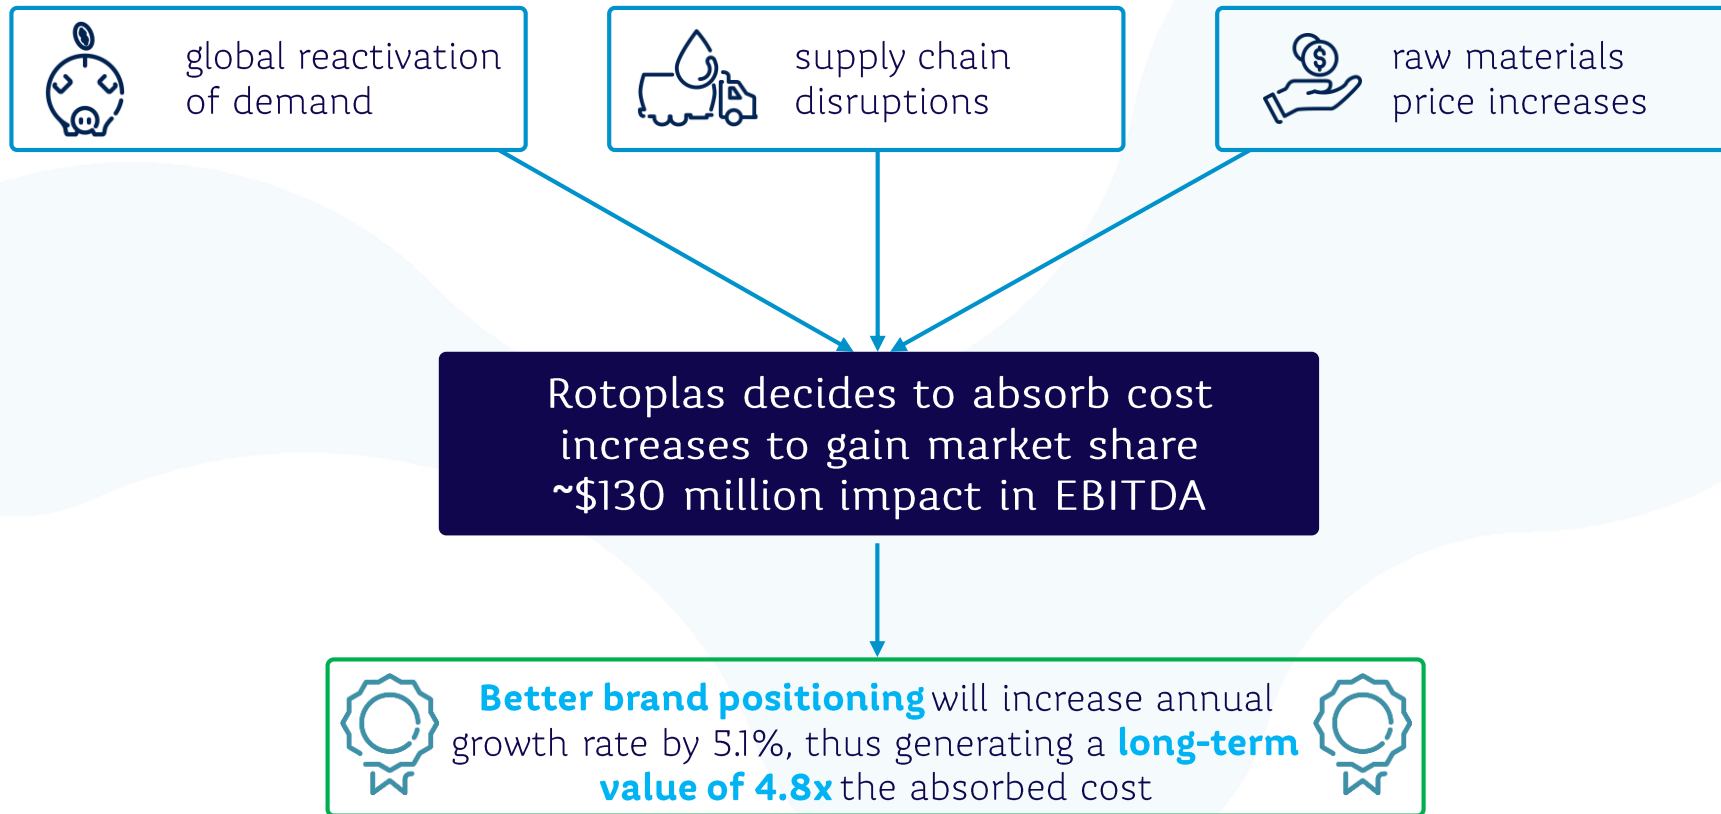 global reactivation
of demand
supply chain
disruptions
$
raw materials
price increases
Rotoplas decides to absorb cost
increases to gain market share
~$130 million impact in EBITDA
Better brand positioning will increase annual
growth rate by 5.1%, thus generating a long-term
value of 4.8x the absorbed cost